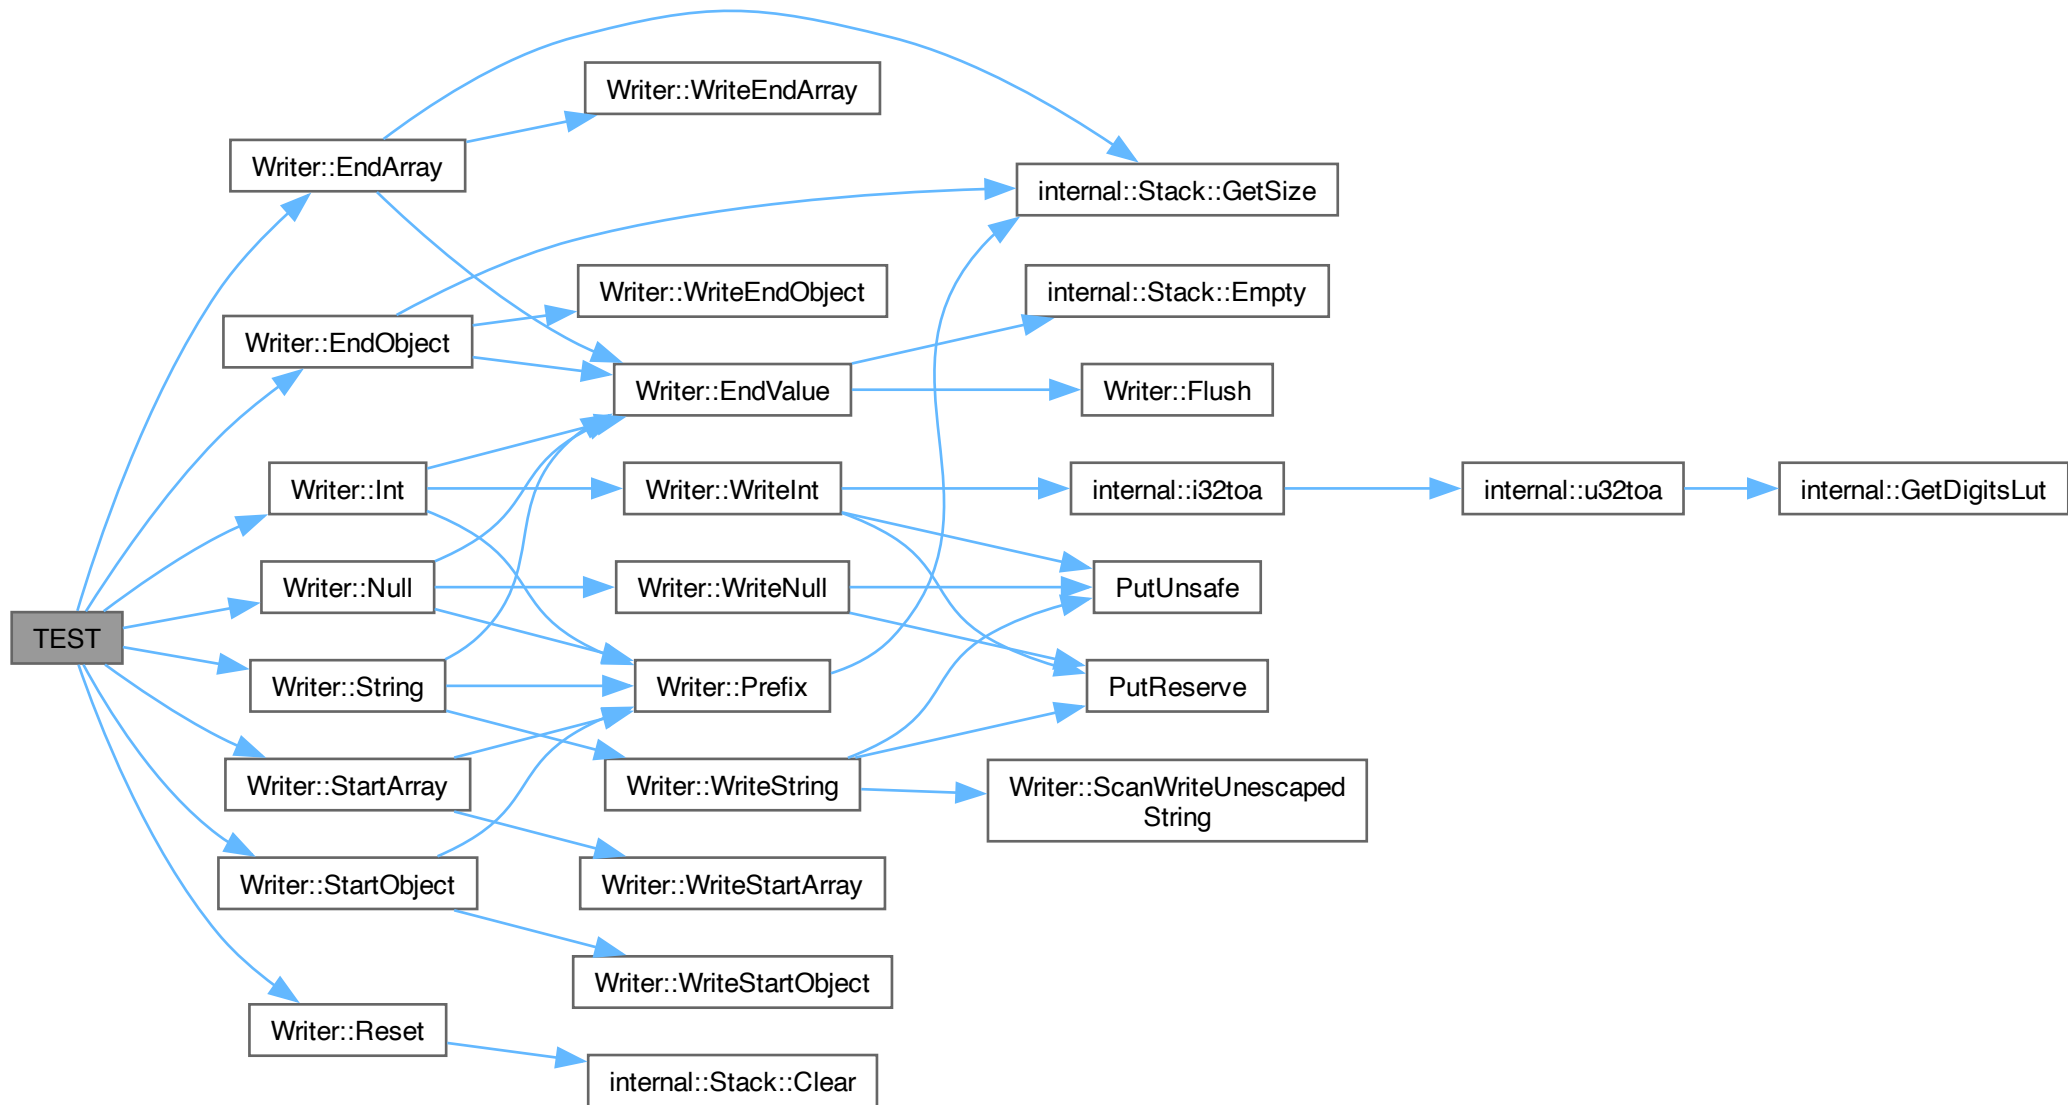 Writer::WriteEndArray
Writer::EndArray
internal::Stack::GetSize
Writer::WriteEndObject
internal::Stack::Empty
Writer::EndObject
Writer::EndValue
Writer::Flush
Writer::Int
Writer::WriteInt
internal::i32toa
internal::u32toa
internal::GetDigitsLut
Writer::Null
Writer::WriteNull
PutUnsafe
TEST
Writer::String
Writer::Prefix
PutReserve
Writer::StartArray
Writer::WriteString
Writer::ScanWriteUnescaped
String
Writer::StartObject
Writer::WriteStartArray
Writer::WriteStartObject
Writer::Reset
internal::Stack::Clear